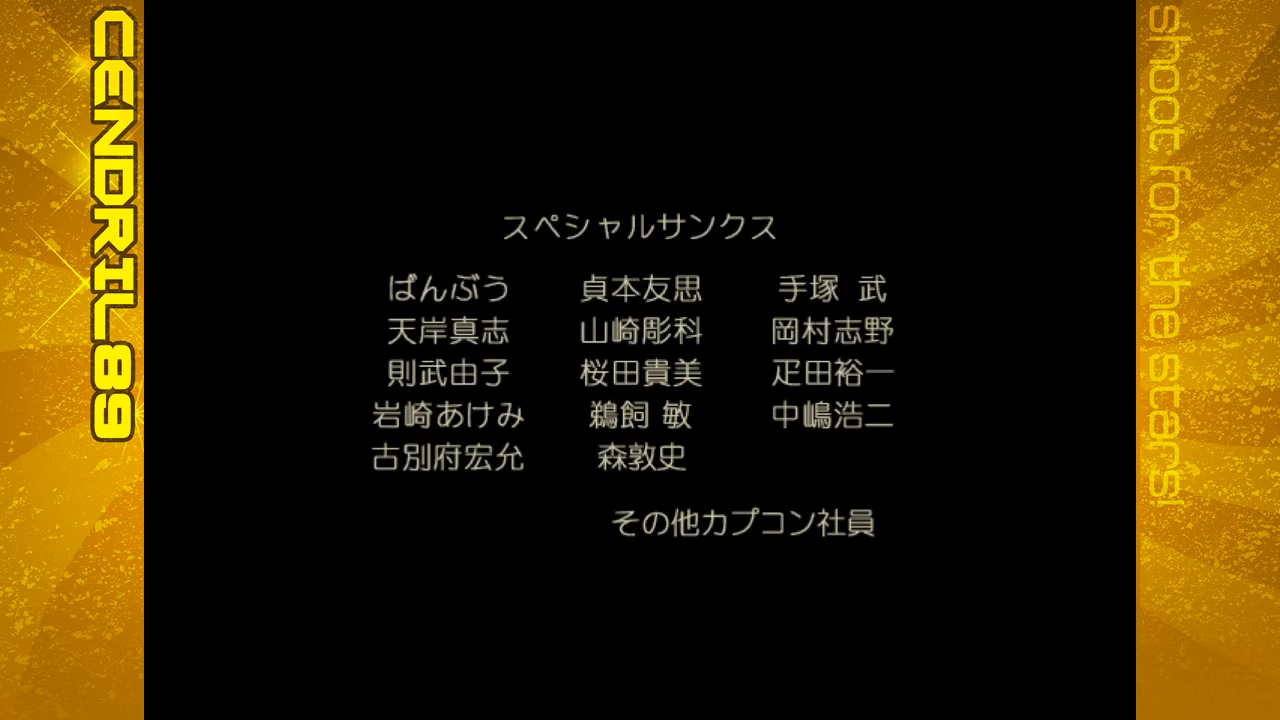 CENDRIL89
スペシャルサンクス
ばんぶう 貞本友思 手塚 武
天岸真志 山崎彫科 岡村志野
則武由子 桜田貴美 疋田裕一
岩崎あけみ 鵜飼 敏 中嶋浩二
古別府宏允 森敦史
その他カプコン社員
shoot for the stars!